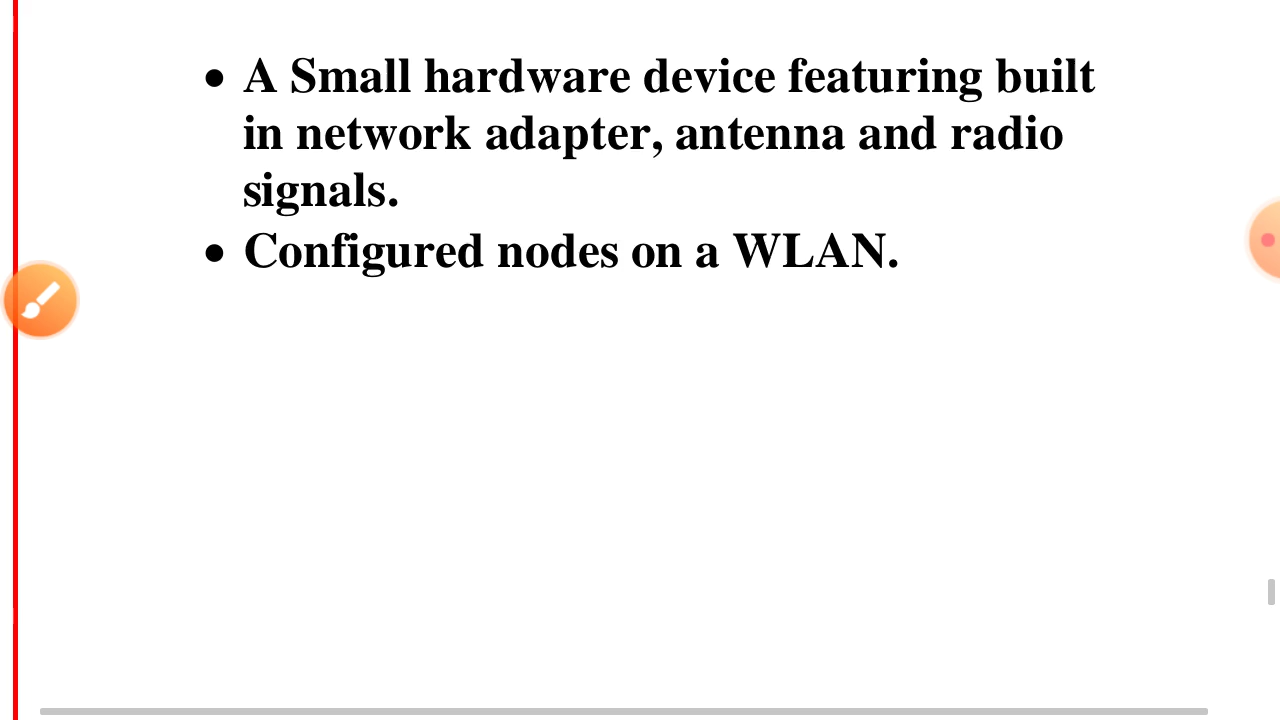 • A Small hardware device featuring built
in network adapter, antenna and radio
signals.
• Configured nodes on a WLAN.